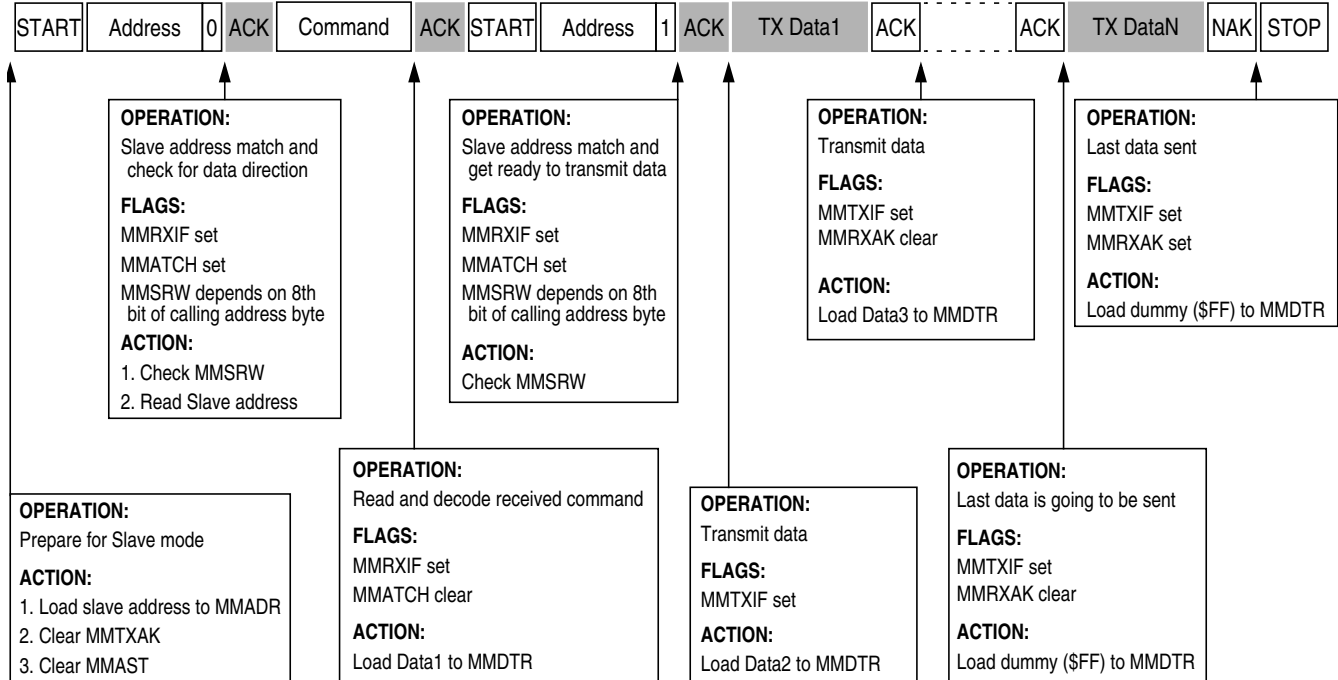 START Address 0 ACK Command ACK START Address 1 ACK TX Data1 ACK ACK TX DataN NAK STOP
OPERATION:
Slave address match and
check for data direction
FLAGS:
MMRXIF set
MMATCH set
MMSRW depends on 8th
bit of calling address byte
ACTION:
1. Check MMSRW
2. Read Slave address
OPERATION:
Slave address match and
get ready to transmit data
FLAGS:
MMRXIF set
MMATCH set
MMSRW depends on 8th
bit of calling address byte
ACTION:
Check MMSRW
OPERATION:
Transmit data
FLAGS:
MMTXIF set
MMRXAK clear
ACTION:
Load Data3 to MMDTR
OPERATION:
Last data sent
FLAGS:
MMTXIF set
MMRXAK set
ACTION:
Load dummy ($FF) to MMDTR
OPERATION:
Prepare for Slave mode
ACTION:
1. Load slave address to MMADR
2. Clear MMTXAK
3. Clear MMAST
OPERATION:
Read and decode received command
FLAGS:
MMRXIF set
MMATCH clear
ACTION:
Load Data1 to MMDTR
OPERATION:
Transmit data
FLAGS:
MMTXIF set
ACTION:
Load Data2 to MMDTR
OPERATION:
Last data is going to be sent
FLAGS:
MMTXIF set
MMRXAK clear
ACTION:
Load dummy ($FF) to MMDTR